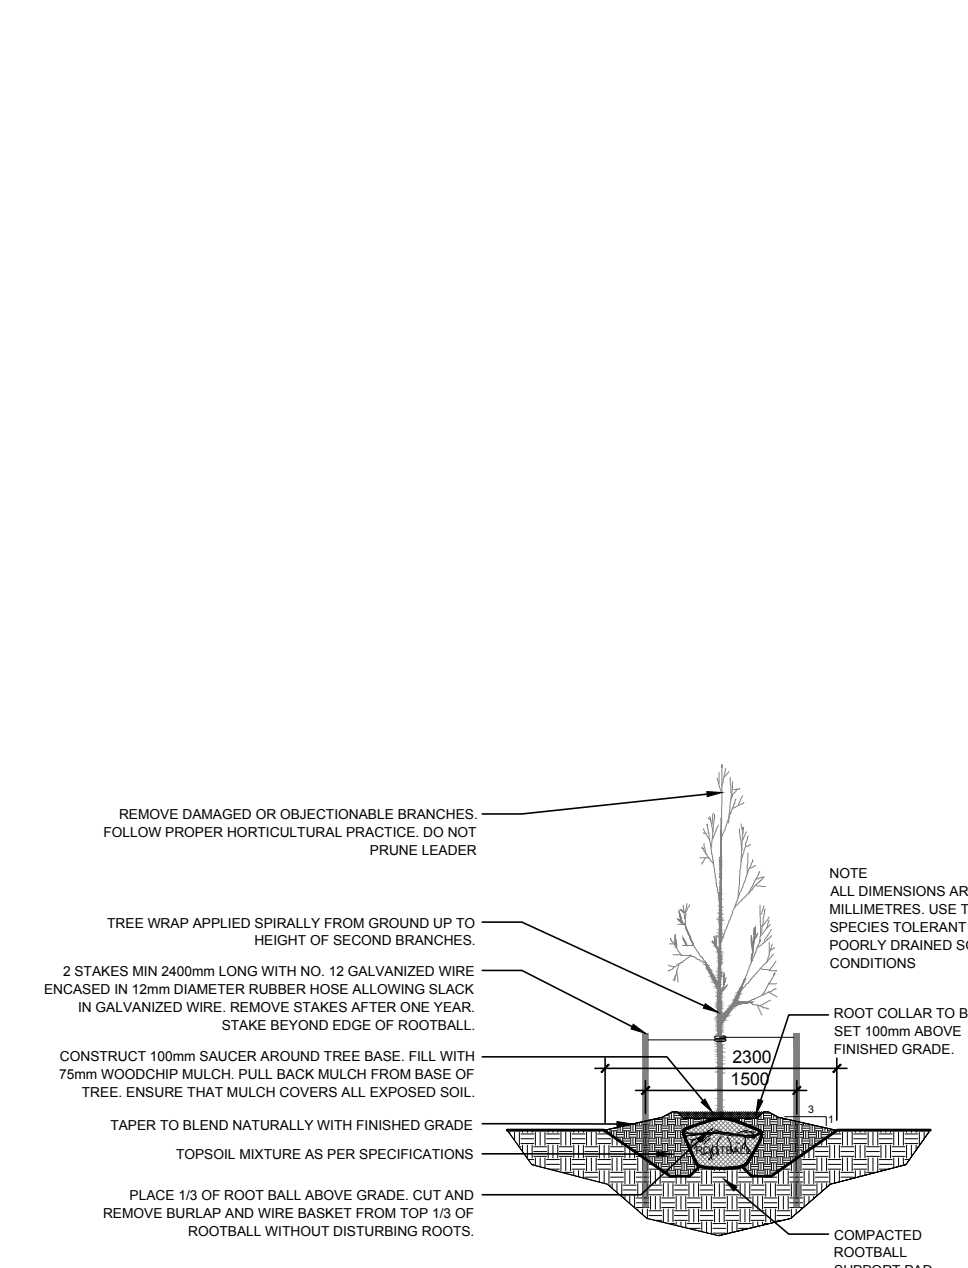 REMOVE DAMAGED OR OBJECTIONABLE BRANCHES.
FOLLOW PROPER HORTICULTURAL PRACTICE. DO NOT
PRUNE LEADER
TREE WRAP APPLIED SPIRALLY FROM GROUND UP TO
HEIGHT OF SECOND BRANCHES.
2 STAKES MIN 2400mm LONG WITH NO. 12 GALVANIZED WIRE
ENCASED IN 12mm DIAMETER RUBBER HOSE ALLOWING SLACK
IN GALVANIZED WIRE. REMOVE STAKES AFTER ONE YEAR.
STAKE BEYOND EDGE OF ROOTBALL.
CONSTRUCT 100mm SAUCER AROUND TREE BASE. FILL WITH
75mm WOODCHIP MULCH. PULL BACK MULCH FROM BASE OF
TREE. ENSURE THAT MULCH COVERS ALL EXPOSED SOIL.
TAPER TO BLEND NATURALLY WITH FINISHED GRADE
TOPSOIL MIXTURE AS PER SPECIFICATIONS
PLACE 1/3 OF ROOT BALL ABOVE GRADE. CUT AND
REMOVE BURLAP AND WIRE BASKET FROM TOP 1/3 OF
ROOTBALL WITHOUT DISTURBING ROOTS.
2300
1500
3
1
NOTE
ALL DIMENSIONS AR
MILLIMETRES. USE T
SPECIES TOLERANT
POORLY DRAINED SO
CONDITIONS
ROOT COLLAR TO B
SET 100mm ABOVE
FINISHED GRADE.
COMPACTED
ROOTBALL
SUPPORT PAD